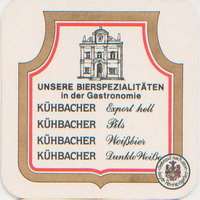 UNSERE BIERSPEZIALITÄTEN
in der Gastronomie
KÜHBACHER Export hell
KÜHBACHER Pils
KÜHBACHER Weißbier
KÜHBACHER Dunkle Weiße